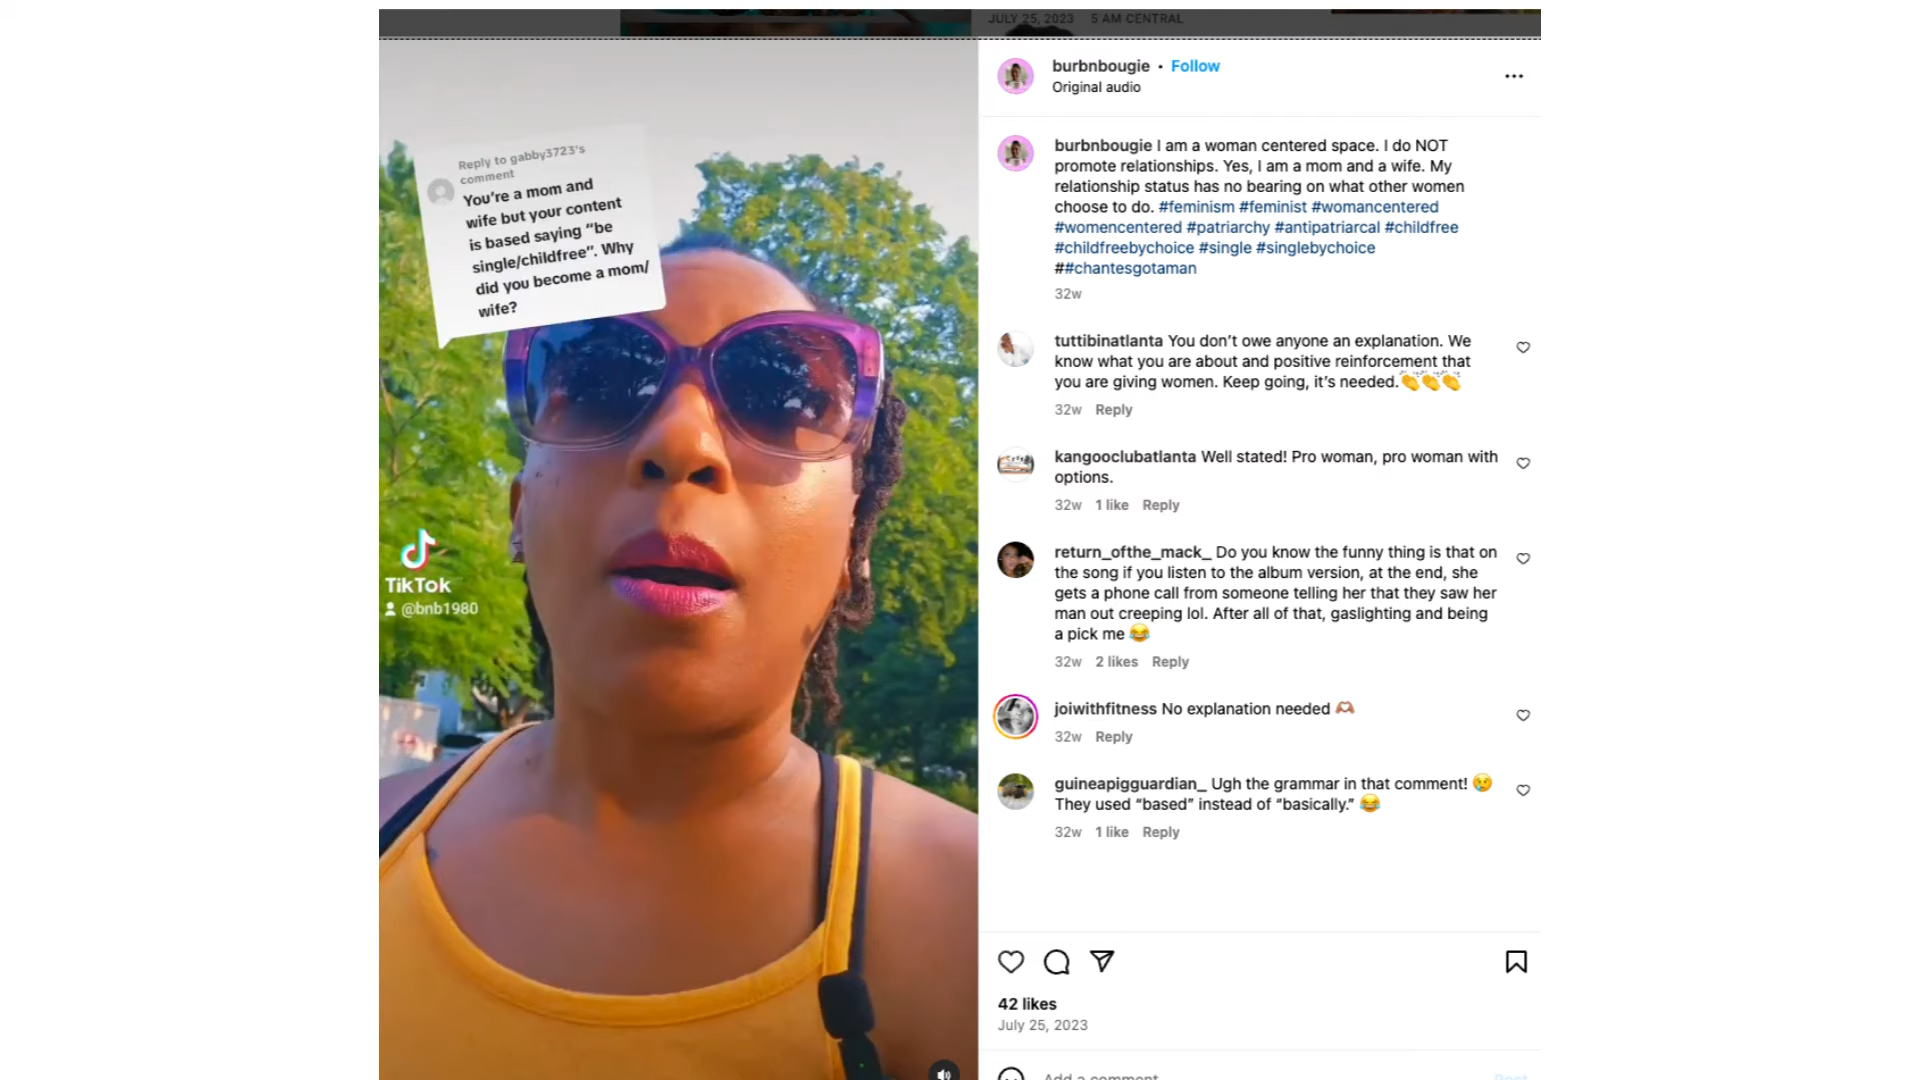 JULY 25, 2023 5 AM CENTRAL
Reply to gabby3723's
comment
You're a mom and
wife but your content
is based saying "be
single/childfree". Why
did you become a mom/
wife?
TikTok
@bnb1980
burbnbougie • Follow
Original audio
burbnbougie I am a woman centered space. I do NOT
promote relationships. Yes, I am a mom and a wife. My
relationship status has no bearing on what other women
choose to do. #feminism #feminist #womancentered
#womencentered #patriarchy #antipatriarcal #childfree
#childfreebychoice #single #singlebychoice
##chantesgotaman
32w
tuttibinatlanta You don't owe anyone an explanation. We
know what you are about and positive reinforcement that
you are giving women. Keep going, it's needed.👏👏👏
32w Reply
kangooclubatlanta Well stated! Pro woman, pro woman with
options.
32w 1 like Reply
return_ofthe_mack_ Do you know the funny thing is that on
the song if you listen to the album version, at the end, she
gets a phone call from someone telling her that they saw her
man out creeping lol. After all of that, gaslighting and being
a pick me 😂
32w 2 likes Reply
joiwithfitness No explanation needed 🫶🏽
32w Reply
guineapigguardian_ Ugh the grammar in that comment! 😢
They used "based" instead of "basically." 😂
32w 1 like Reply
42 likes
July 25, 2023
Add a comment...
Post